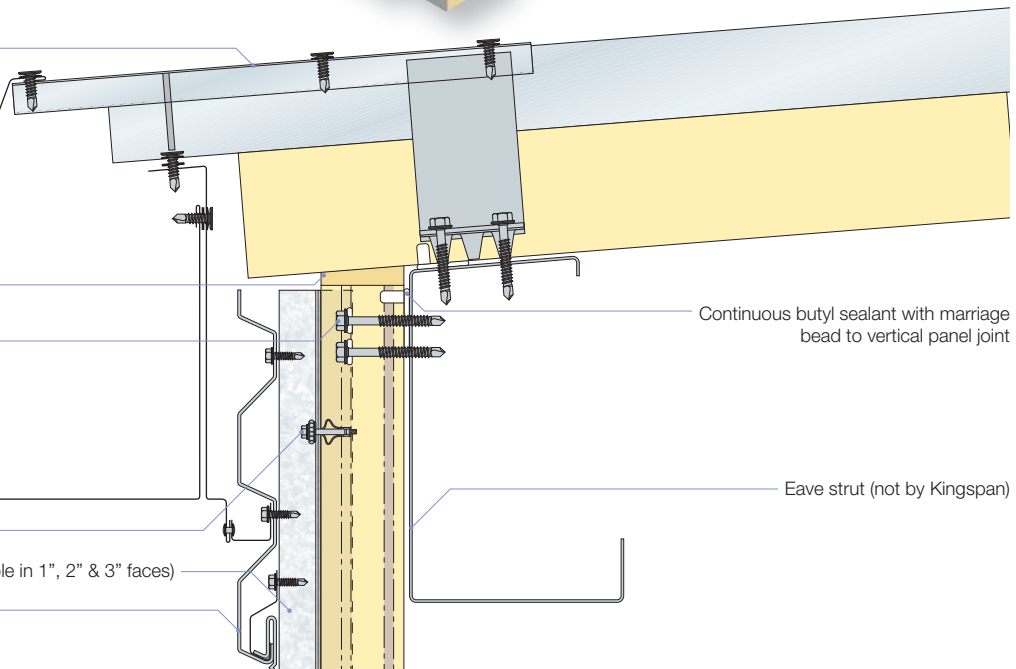 Continuous butyl sealant with marriage
bead to vertical panel joint
Eave strut (not by Kingspan)
in 1”, 2” & 3” faces)